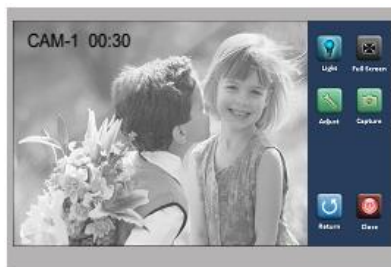 CAM-1 00:30
Light
Full Screen
Adjust
Capture
Return
Close